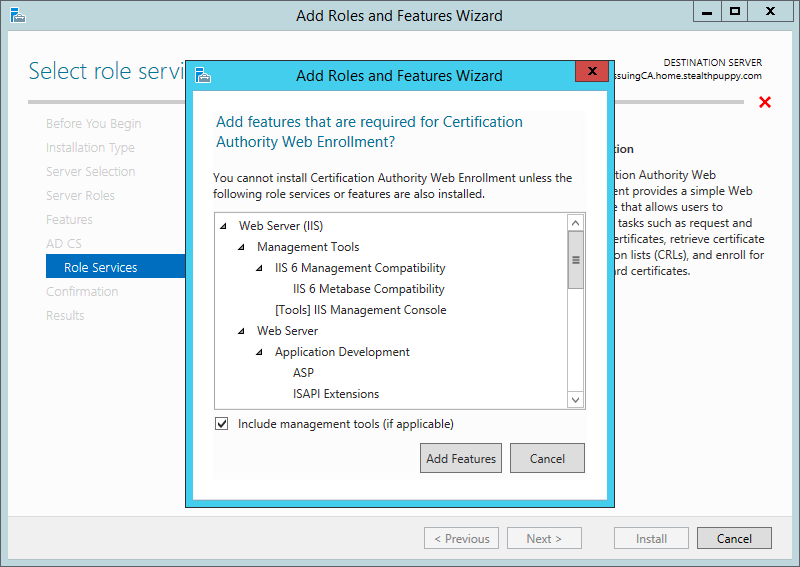 Add Roles and Features Wizard
Select role servi
DESTINATION SERVER
ssuingCA.home.stealthpuppy.com
Before You Begin
Installation Type
Server Selection
Server Roles
Features
AD CS
Role Services
Confirmation
Results
Add Roles and Features Wizard
Add features that are required for Certification
Authority Web Enrollment?
You cannot install Certification Authority Web Enrollment unless the
following role services or features are also installed.
Web Server (IIS)
Management Tools
IIS 6 Management Compatibility
IIS 6 Metabase Compatibility
[Tools] IIS Management Console
Web Server
Application Development
ASP
ISAPI Extensions
Include management tools (if applicable)
Add Features
Cancel
tion
tion Authority Web
ent provides a simple Web
e that allows users to
tasks such as request and
ertificates, retrieve certificate
on lists (CRLs), and enroll for
rd certificates.
< Previous
Next >
Install
Cancel